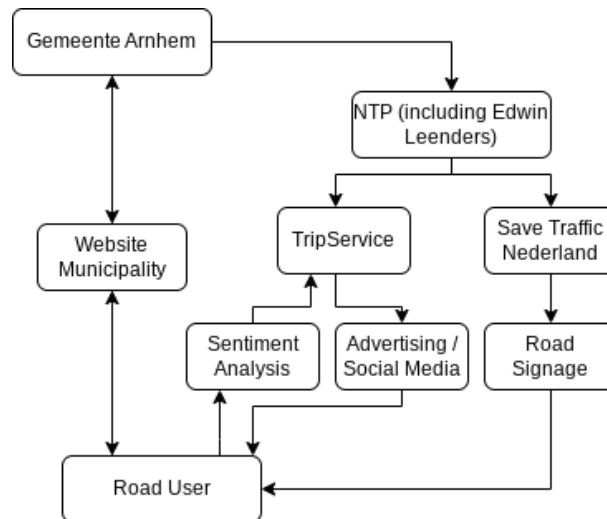 Gemeente Arnhem
NTP (including Edwin
Leenders)
TripService
Save Traffic
Nederland
Website
Municipality
Sentiment
Analysis
Advertising /
Social Media
Road
Signage
Road User